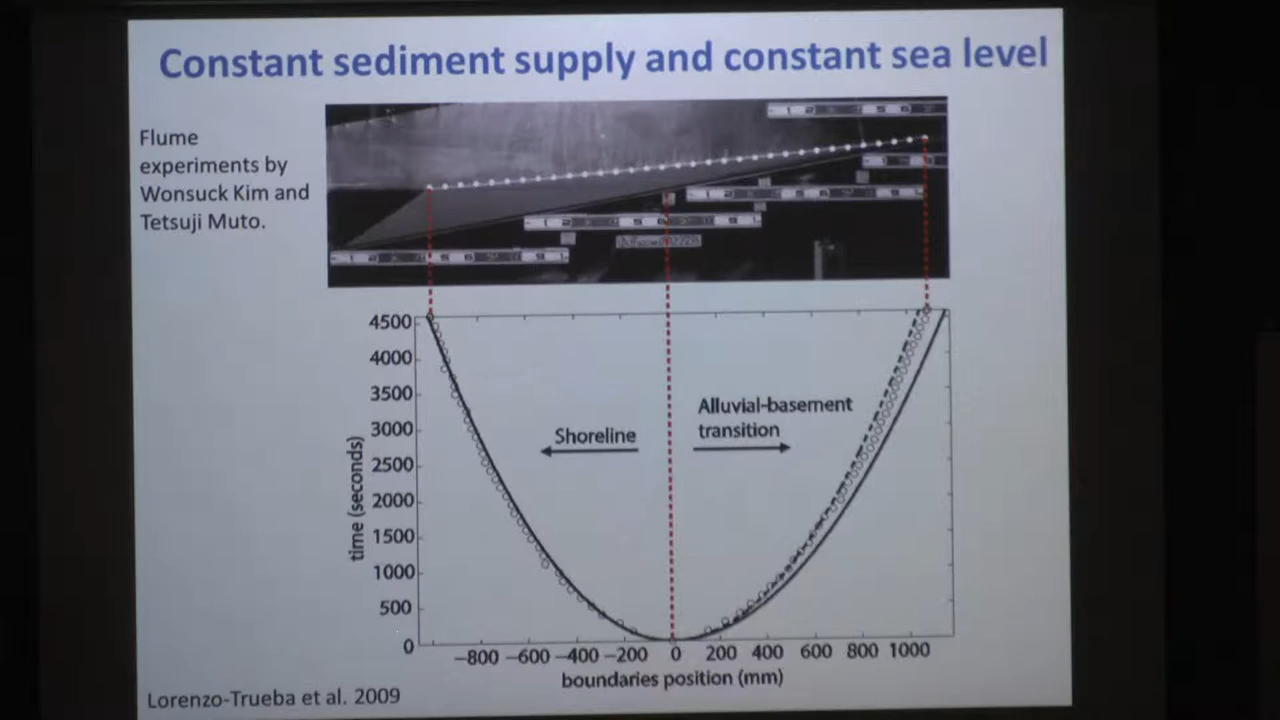 Constant sediment supply and constant sea level
Flume
experiments by
Wonsuck Kim and
Tetsuji Muto.
4500
4000
3500
3000
2500
2000
1500
1000
500
0
time (seconds)
Shoreline
Alluvial-basement
transition
−800 −600 −400 −200 0 200 400 600 800 1000
boundaries position (mm)
Lorenzo-Trueba et al. 2009